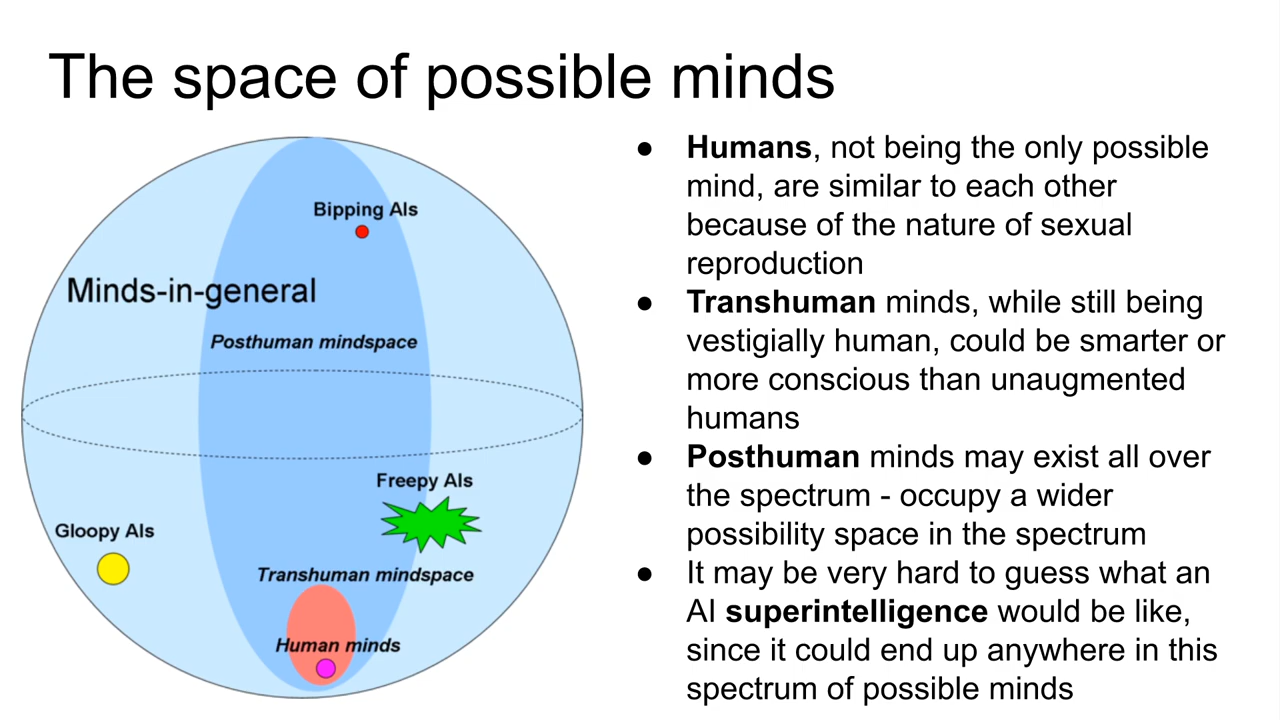 The space of possible minds
Bipping AIs
Minds-in-general
Posthuman mindspace
Freepy AIs
Gloopy AIs
Transhuman mindspace
Human minds
● Humans, not being the only possible
mind, are similar to each other
because of the nature of sexual
reproduction
● Transhuman minds, while still being
vestigially human, could be smarter or
more conscious than unaugmented
humans
● Posthuman minds may exist all over
the spectrum - occupy a wider
possibility space in the spectrum
● It may be very hard to guess what an
AI superintelligence would be like,
since it could end up anywhere in this
spectrum of possible minds